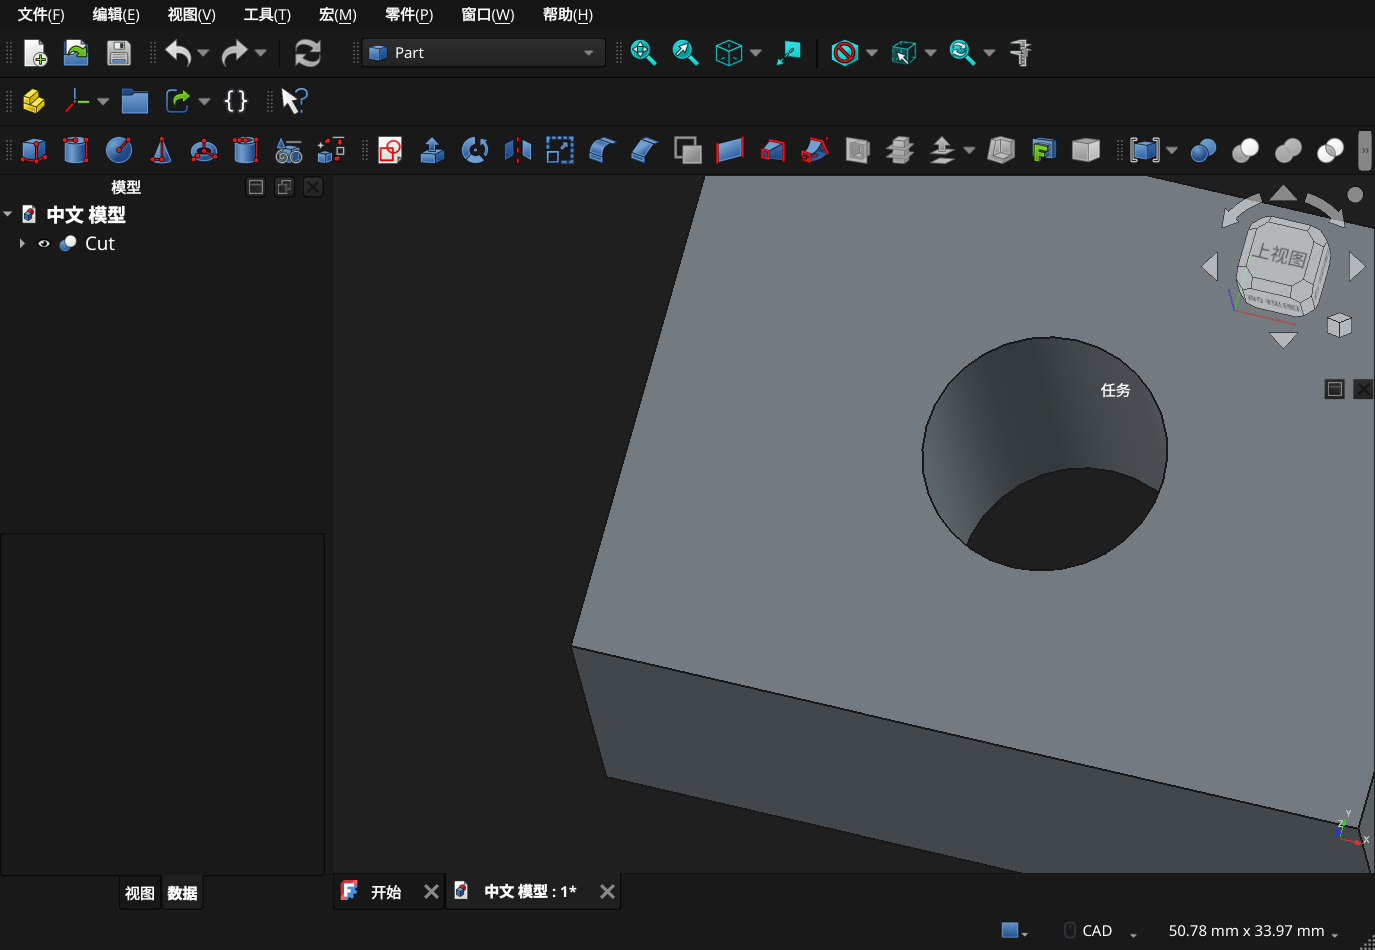 文件(F) 编辑(E) 视图(V) 工具(T) 宏(M) 零件(P) 窗口(W) 帮助(H)
Part
模型
中文 模型
Cut
上视图
任务
视图 数据
开始 中文 模型 : 1*
Y
Z
X
CAD 50.78 mm x 33.97 mm